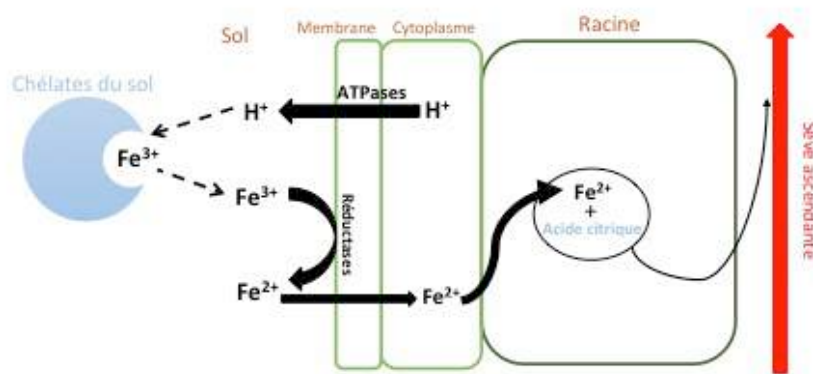 Sol
Membrane
Cytoplasme
Racine
Chélates du sol
H⁺
ATPases
H⁺
Fe³⁺
Fe³⁺
Réductases
Fe²⁺
Fe²⁺
Fe²⁺
+
Acide citrique
Sève ascendante